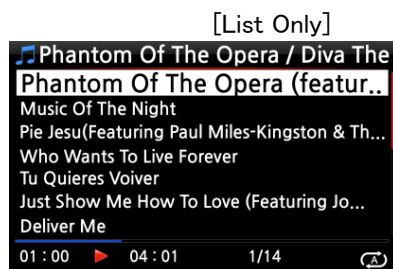 [List Only]
Phantom Of The Opera / Diva The
Phantom Of The Opera (featur..
Music Of The Night
Pie Jesu(Featuring Paul Miles-Kingston & Th...
Who Wants To Live Forever
Tu Quieres Voiver
Just Show Me How To Love (Featuring Jo...
Deliver Me
01 : 00 04 : 01 1/14 A